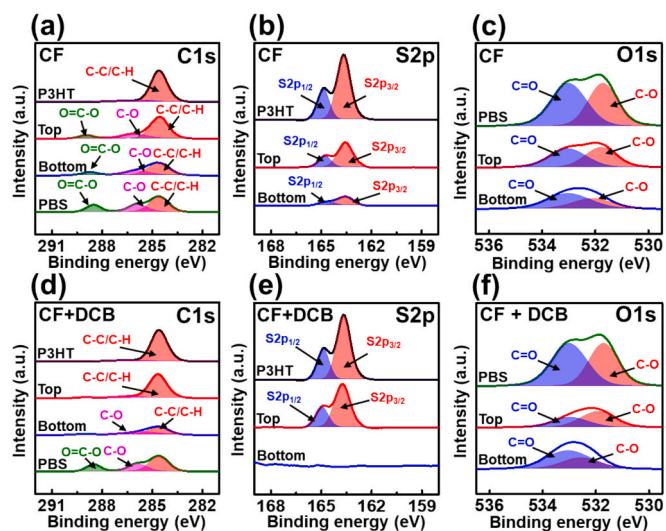 (a)
CF
C1s
C-C/C-H
P3HT
O=C-O
C-O
C-C/C-H
Top
O=C-O
C-O
C-C/C-H
Bottom
O=C-O
C-O
C-C/C-H
PBS
Intensity (a.u.)
291 288 285 282
Binding energy (eV)
(b)
CF
S2p
S2p1/2
S2p3/2
P3HT
S2p1/2
S2p3/2
Top
S2p1/2
S2p3/2
Bottom
Intensity (a.u.)
168 165 162 159
Binding energy (eV)
(c)
CF
O1s
C=O
C-O
PBS
C=O
C-O
Top
C=O
C-O
Bottom
Intensity (a.u.)
536 534 532 530
Binding energy (eV)
(d)
CF+DCB
C1s
C-C/C-H
P3HT
C-C/C-H
Top
C-O
C-C/C-H
Bottom
O=C-O
C-O
PBS
Intensity (a.u.)
291 288 285 282
Binding energy (eV)
(e)
CF+DCB
S2p
S2p1/2
S2p3/2
P3HT
S2p1/2
S2p3/2
Top
Bottom
Intensity (a.u.)
168 165 162 159
Binding energy (eV)
(f)
CF + DCB
O1s
C=O
C-O
PBS
C=O
C-O
Top
C=O
C-O
Bottom
Intensity (a.u.)
536 534 532 530
Binding energy (eV)